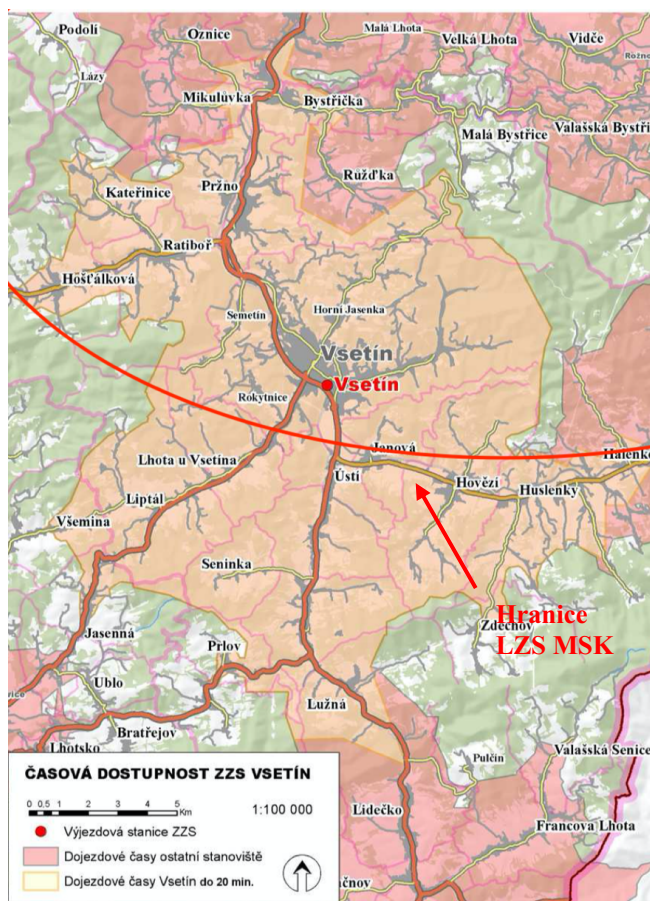 Podolí
Oznice
Malá Lhota
Velká Lhota
Vidče
Lázy
Mikulůvka
Bystřička
Malá Bystřice
Valašská Bystři
Růžďka
Kateřinice
Pržno
Ratiboř
Hošťálková
Semetín
Horní Jasenka
Vsetín
Vsetín
Rokytnice
Janová
Halenko
Lhota u Vsetína
Ústí
Hovězí
Huslenky
Liptál
Všemina
Seninka
Hranice
LZS MSK
Zděchov
Jasenná
Prlov
Ublo
Lužná
Bratřejov
Lhotsko
Pulčín
Valašská Senice
Lidečko
Francova Lhota
ČASOVÁ DOSTUPNOST ZZS VSETÍN
0 0,5 1 2 3 4 5
Km
1:100 000
Výjezdová stanice ZZS
Dojezdové časy ostatní stanoviště
Dojezdové časy Vsetín do 20 min.